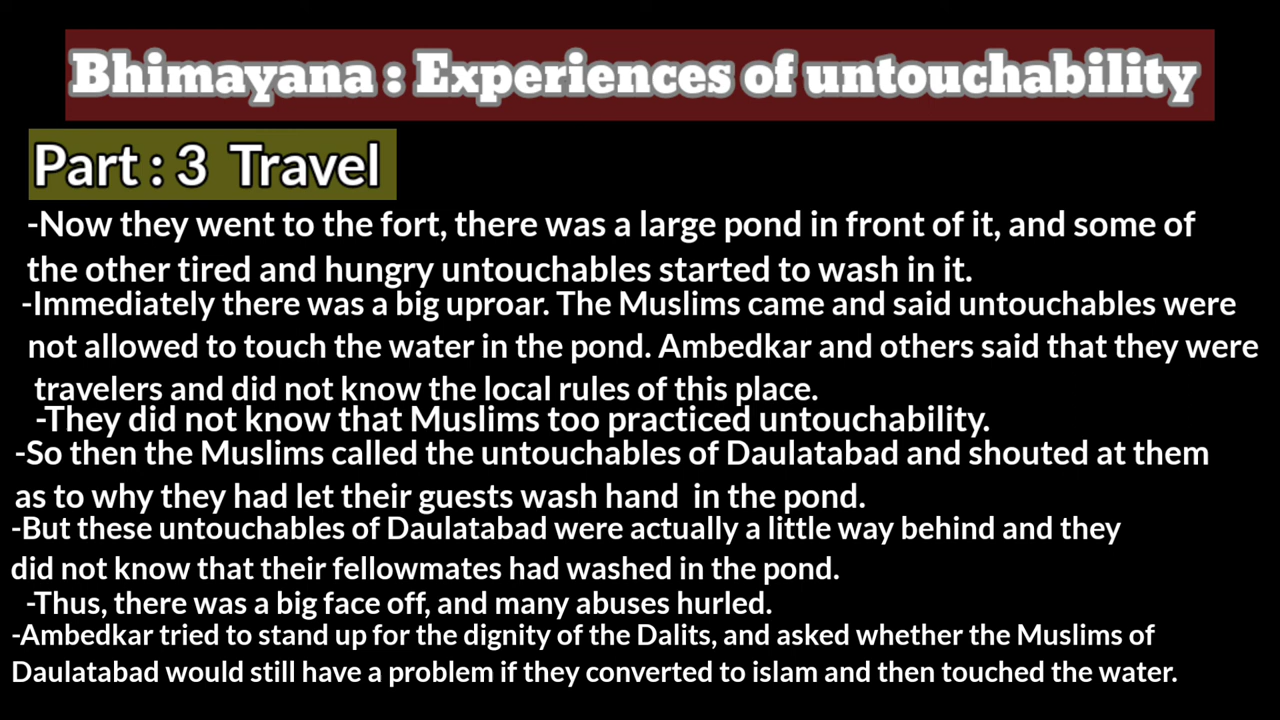 Bhimayana : Experiences of untouchability
Part : 3 Travel
-Now they went to the fort, there was a large pond in front of it, and some of
the other tired and hungry untouchables started to wash in it.
-Immediately there was a big uproar. The Muslims came and said untouchables were
not allowed to touch the water in the pond. Ambedkar and others said that they were
travelers and did not know the local rules of this place.
-They did not know that Muslims too practiced untouchability.
-So then the Muslims called the untouchables of Daulatabad and shouted at them
as to why they had let their guests wash hand in the pond.
-But these untouchables of Daulatabad were actually a little way behind and they
did not know that their fellowmates had washed in the pond.
-Thus, there was a big face off, and many abuses hurled.
-Ambedkar tried to stand up for the dignity of the Dalits, and asked whether the Muslims of
Daulatabad would still have a problem if they converted to islam and then touched the water.